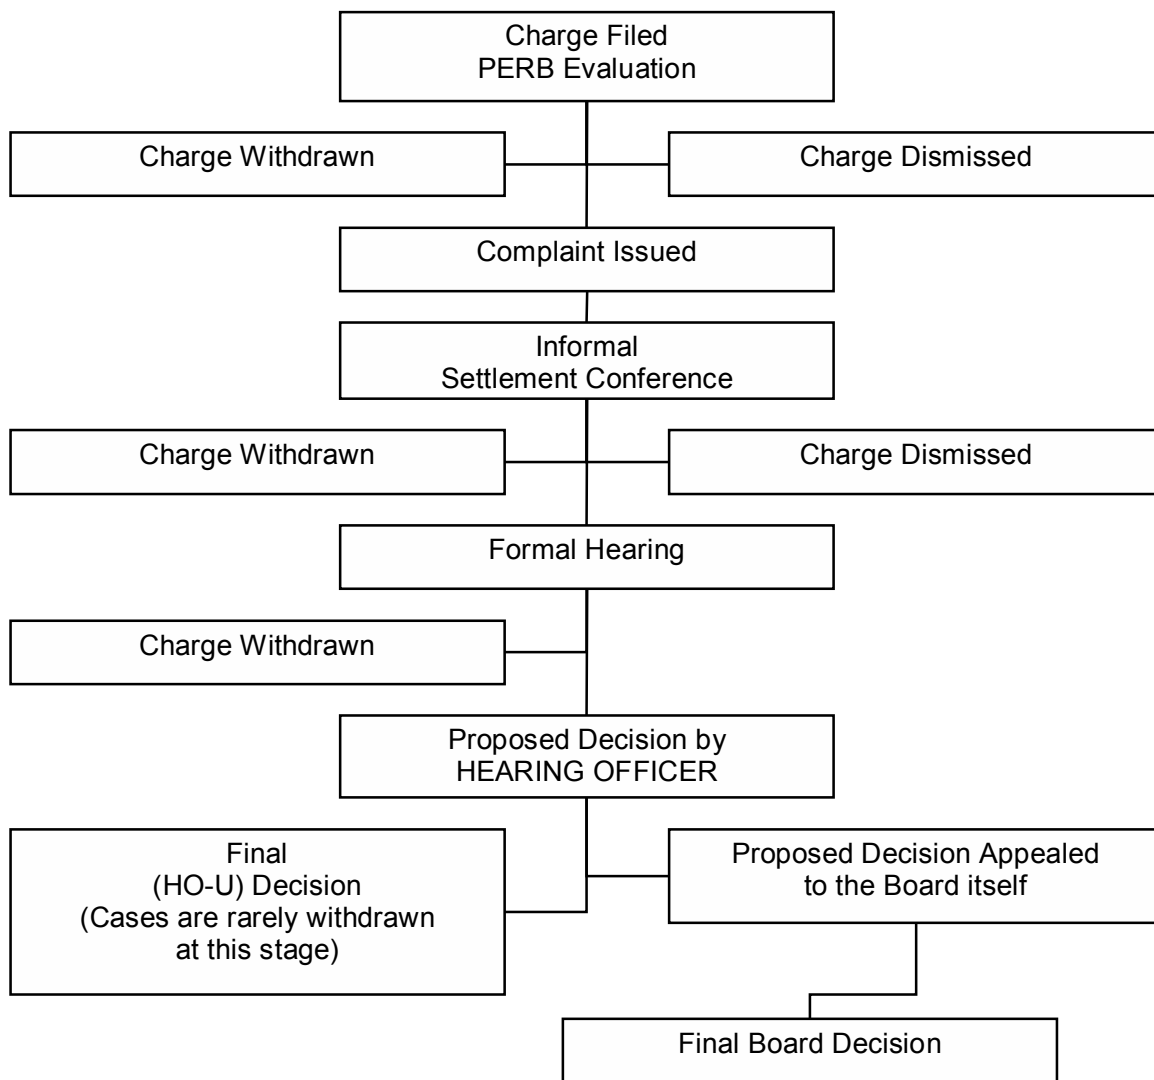 Charge Filed
PERB Evaluation
Charge Withdrawn
Charge Dismissed
Complaint Issued
Informal
Settlement Conference
Charge Withdrawn
Charge Dismissed
Formal Hearing
Charge Withdrawn
Proposed Decision by
HEARING OFFICER
Final
(HO-U) Decision
(Cases are rarely withdrawn
at this stage)
Proposed Decision Appealed
to the Board itself
Final Board Decision